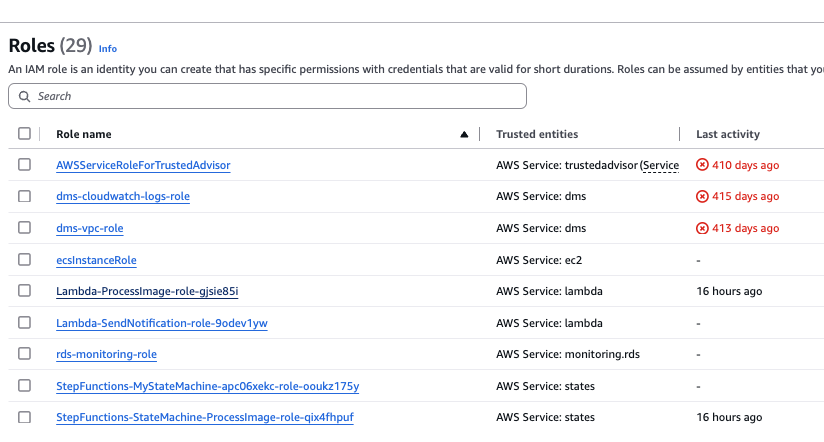 Roles (29) Info
An IAM role is an identity you can create that has specific permissions with credentials that are valid for short durations. Roles can be assumed by entities that
Search
Role name Trusted entities Last activity
AWSServiceRoleForTrustedAdvisor AWS Service: trustedadvisor (Service 410 days ago
dms-cloudwatch-logs-role AWS Service: dms 415 days ago
dms-vpc-role AWS Service: dms 413 days ago
ecsInstanceRole AWS Service: ec2 -
Lambda-ProcessImage-role-gjsie85i AWS Service: lambda 16 hours ago
Lambda-SendNotification-role-9odev1yw AWS Service: lambda -
rds-monitoring-role AWS Service: monitoring.rds -
StepFunctions-MyStateMachine-apc06xekc-role-ooukz175y AWS Service: states -
StepFunctions-StateMachine-ProcessImage-role-qix4fhpuf AWS Service: states 16 hours ago